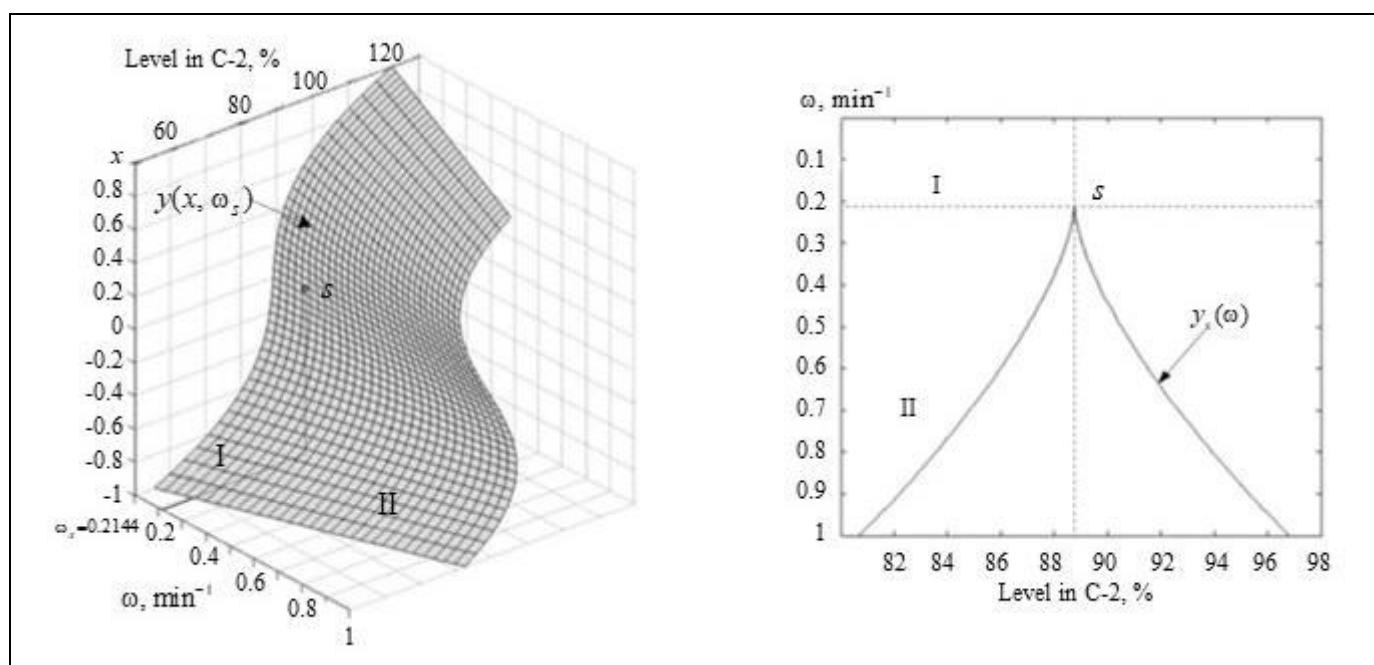 Level in C-2, %
120
100
80
60
x
0.8
0.6
0.4
0.2
0
-0.2
-0.4
-0.6
-0.8
-1
y(x, ωs)
s
I
II
ωs=0.2144
0.2
0.4
0.6
0.8
1
ω, min⁻¹
ω, min⁻¹
0.1
0.2
0.3
0.4
0.5
0.6
0.7
0.8
0.9
1
I
s
ys(ω)
II
82 84 86 88 90 92 94 96 98
Level in C-2, %